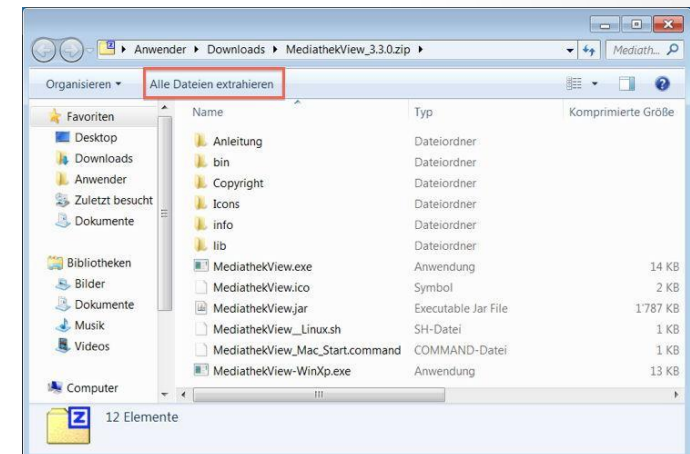 Anwender ▸ Downloads ▸ MediathekView_3.3.0.zip ▸ Mediath...
Organisieren Alle Dateien extrahieren
Favoriten
Desktop
Downloads
Anwender
Zuletzt besucht
Dokumente
Bibliotheken
Bilder
Dokumente
Musik
Videos
Computer
Name Typ Komprimierte Größe
Anleitung Dateiordner
bin Dateiordner
Copyright Dateiordner
Icons Dateiordner
info Dateiordner
lib Dateiordner
MediathekView.exe Anwendung 14 KB
MediathekView.ico Symbol 2 KB
MediathekView.jar Executable Jar File 1'787 KB
MediathekView__Linux.sh SH-Datei 1 KB
MediathekView_Mac_Start.command COMMAND-Datei 1 KB
MediathekView-WinXp.exe Anwendung 13 KB
Z 12 Elemente